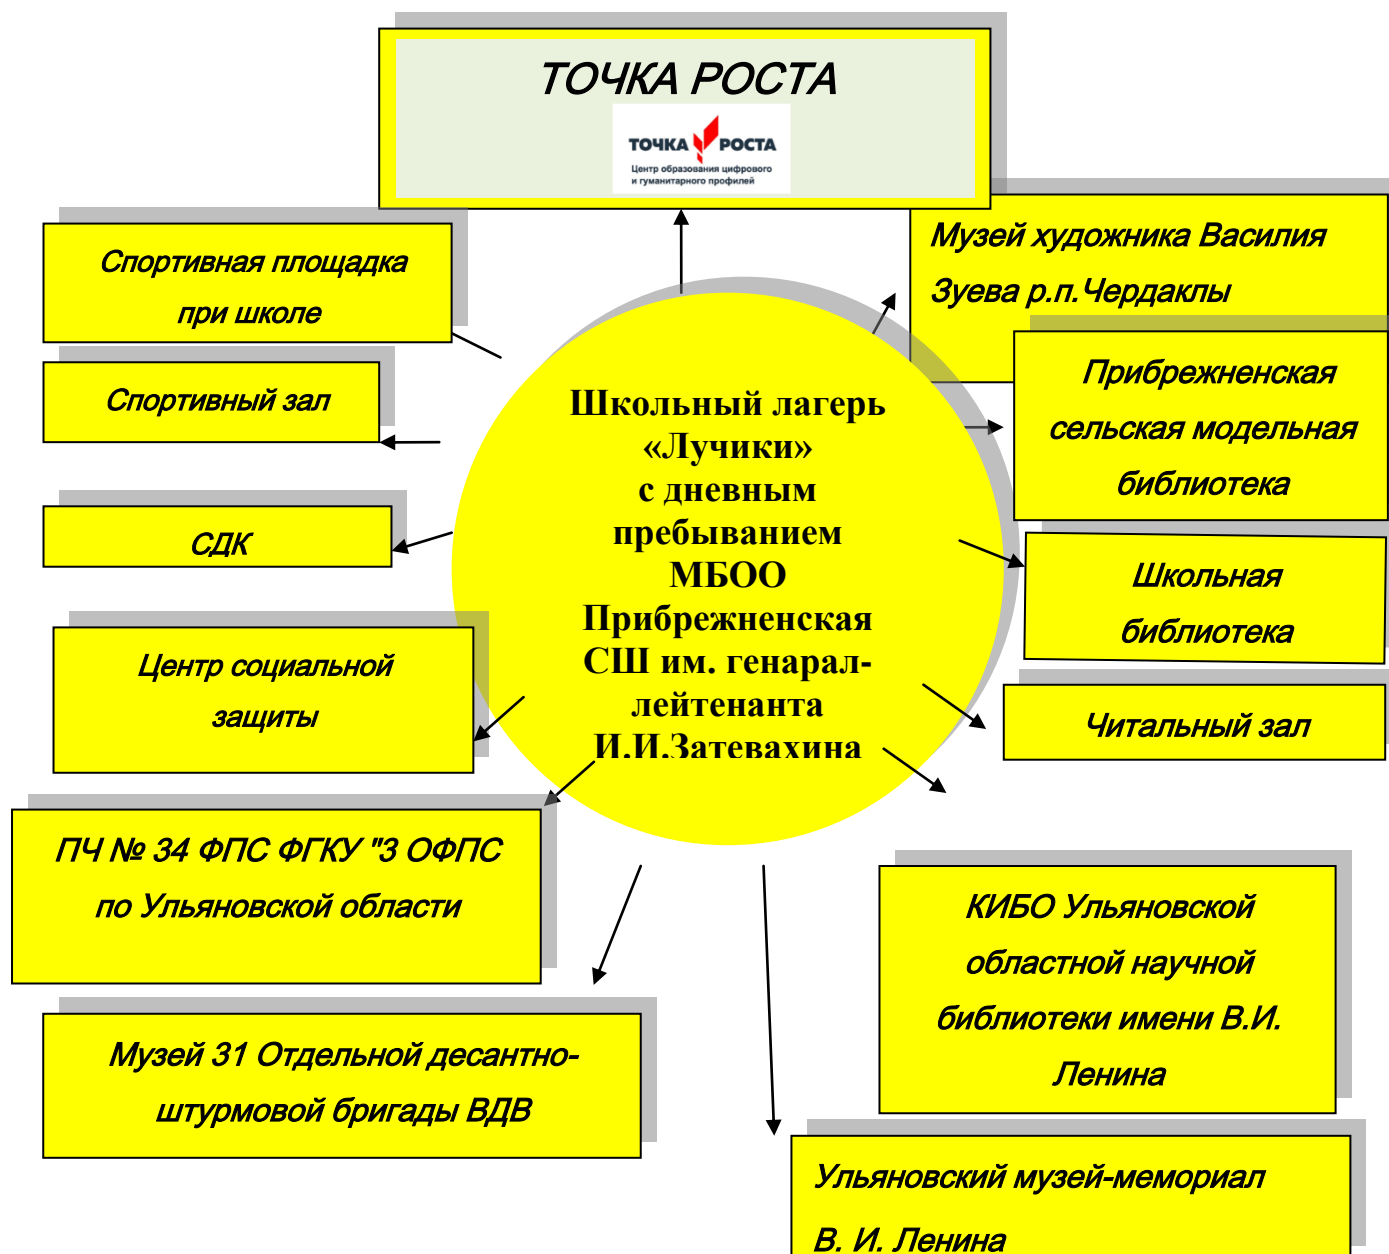 ТОЧКА РОСТА
ТОЧКА РОСТА
Центр образования цифрового
и гуманитарного профилей
Спортивная площадка
при школе
Музей художника Василия
Зуева р.п.Чердаклы
Спортивный зал
Прибрежненская
сельская модельная
библиотека
Школьный лагерь
«Лучики»
с дневным
пребыванием
МБОО
Прибрежненская
СШ им. генарал-
лейтенанта
И.И.Затевахина
СДК
Школьная
библиотека
Центр социальной
защиты
Читальный зал
ПЧ № 34 ФПС ФГКУ "3 ОФПС
по Ульяновской области
КИБО Ульяновской
областной научной
библиотеки имени В.И.
Ленина
Музей 31 Отдельной десантно-
штурмовой бригады ВДВ
Ульяновский музей-мемориал
В. И. Ленина